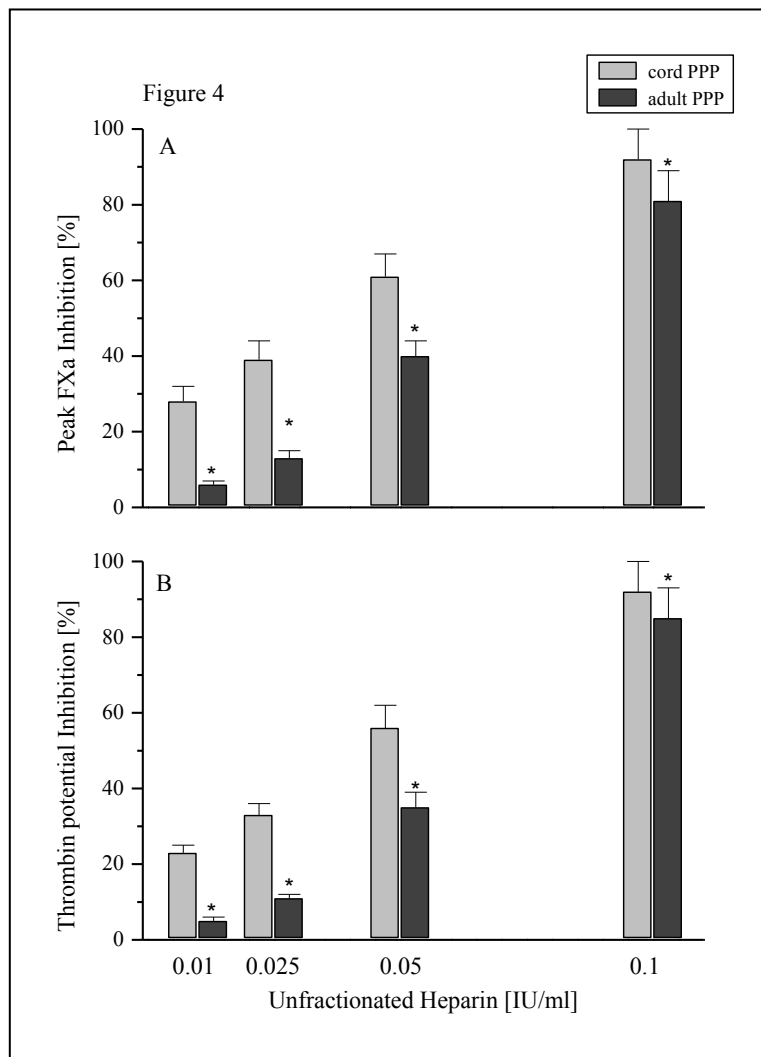 cord PPP
adult PPP
Figure 4
A
100
80
60
40
20
0
Peak FXa Inhibition [%]
*
*
*
*
B
100
80
60
40
20
0
Thrombin potential Inhibition [%]
*
*
*
*
0.01 0.025 0.05 0.1
Unfractionated Heparin [IU/ml]